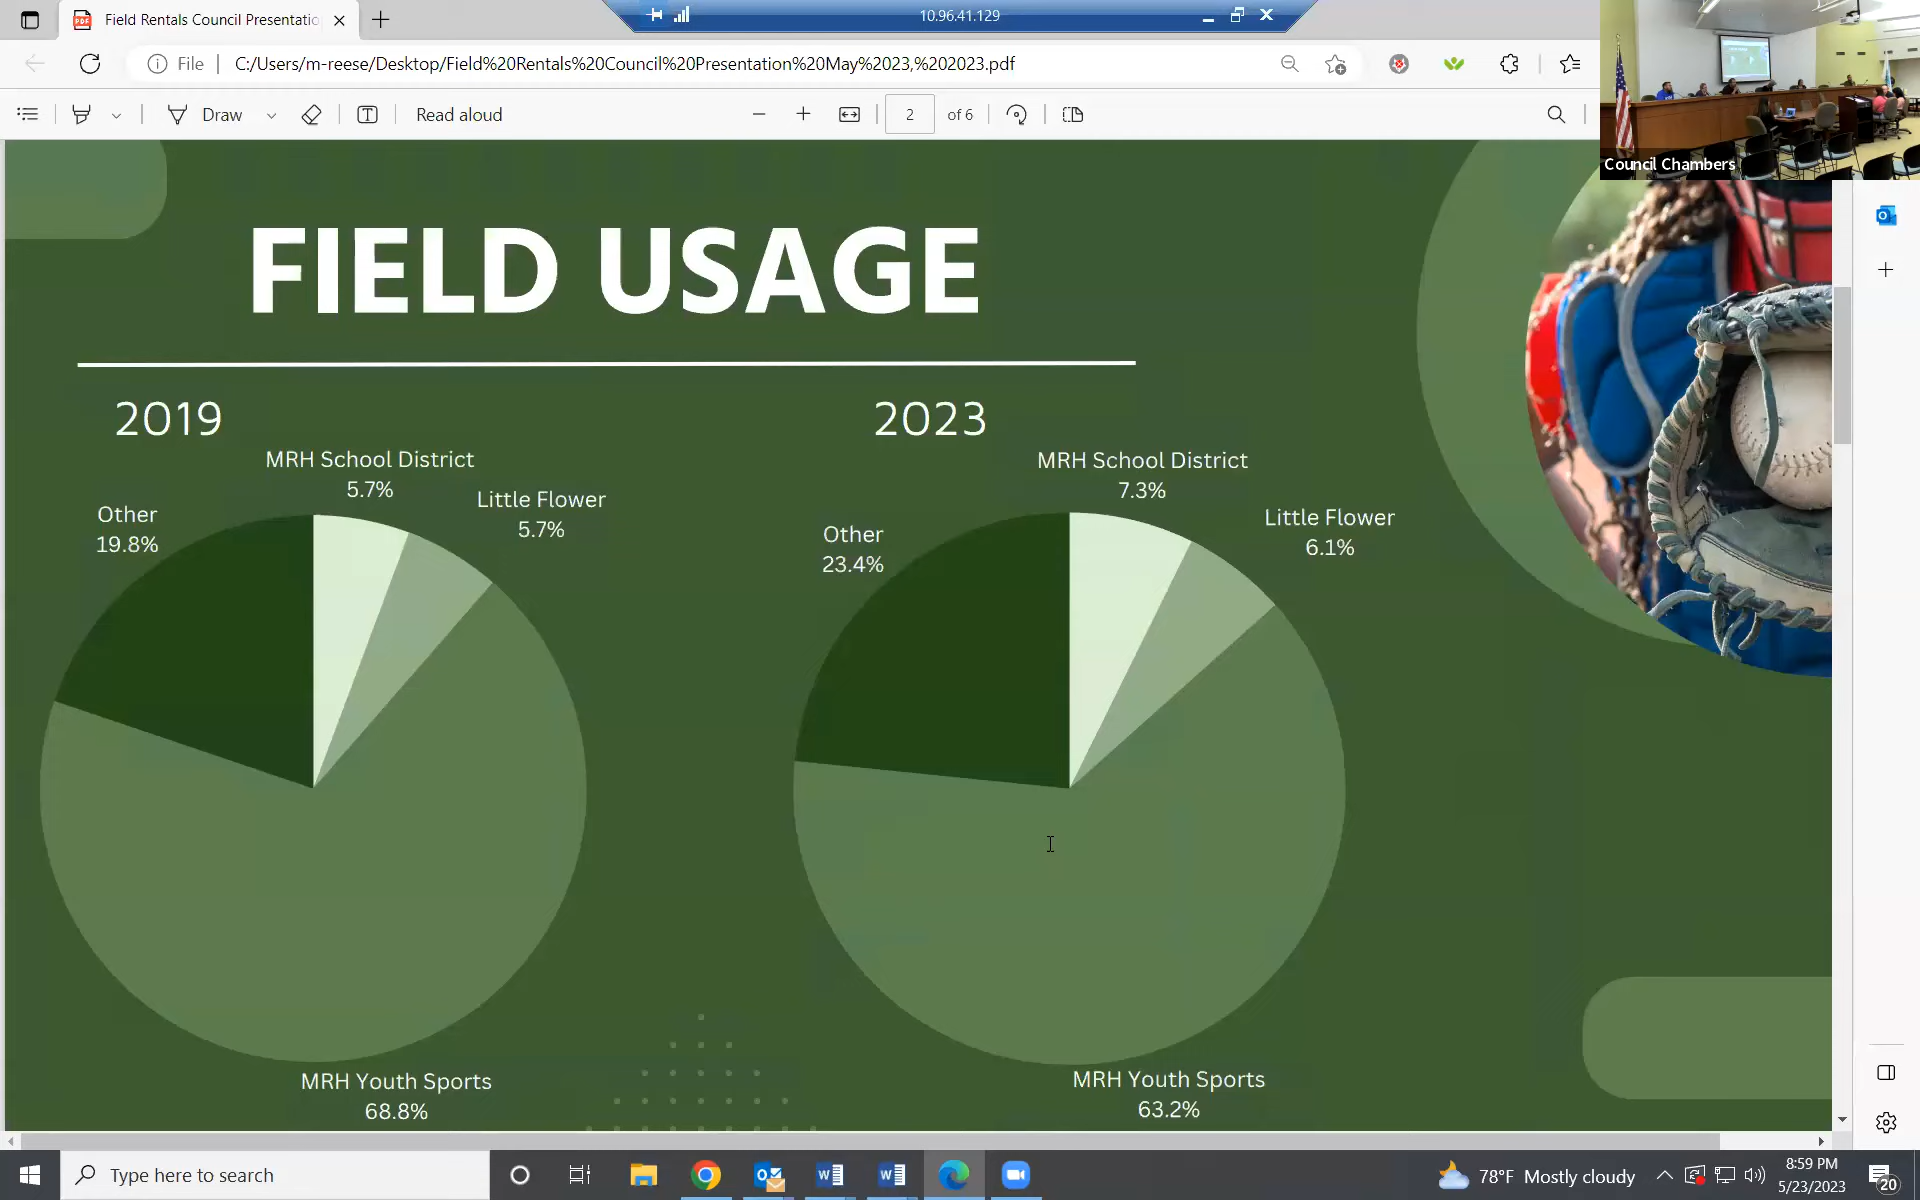 Field Rentals Council Presentatio
10.96.41.129
File
C:/Users/m-reese/Desktop/Field%20Rentals%20Council%20Presentation%20May%2023,%202023.pdf
Draw
Read aloud
2
of 6
Council Chambers
FIELD USAGE
2019
MRH School District
5.7%
Little Flower
5.7%
Other
19.8%
MRH Youth Sports
68.8%
2023
MRH School District
7.3%
Little Flower
6.1%
Other
23.4%
MRH Youth Sports
63.2%
Type here to search
78°F Mostly cloudy
8:59 PM
5/23/2023
20